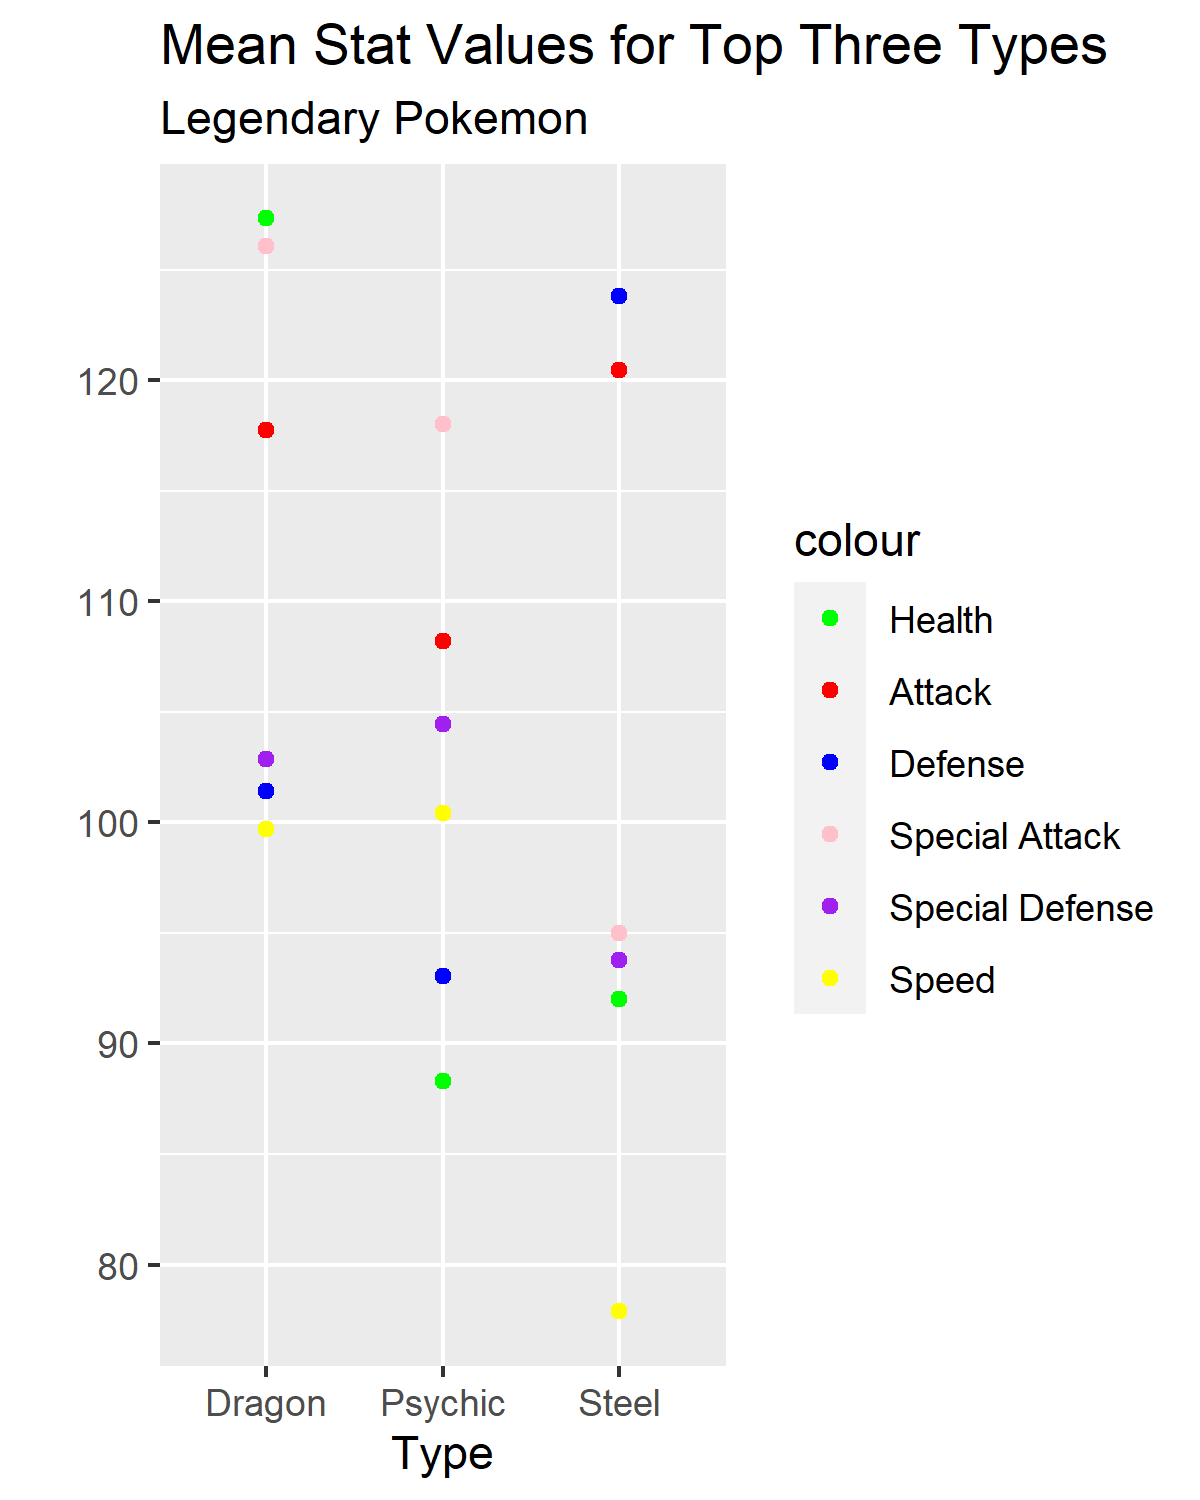 Mean Stat Values for Top Three Types
Legendary Pokemon
120
110
100
90
80
Dragon Psychic Steel
Type
colour
Health
Attack
Defense
Special Attack
Special Defense
Speed